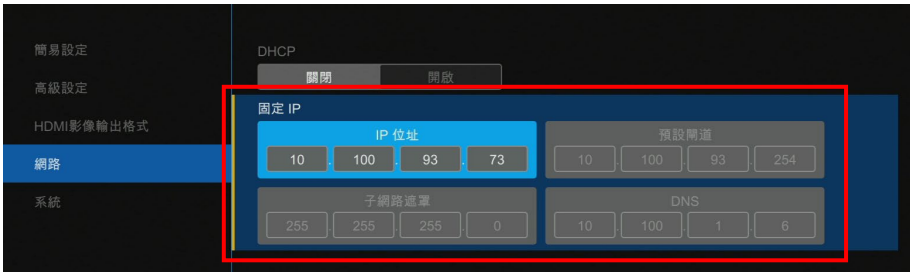 簡易設定
高級設定
HDMI影像輸出格式
網路
系統
DHCP
關閉 開啟
固定 IP
IP 位址
10 . 100 . 93 . 73
預設閘道
10 . 100 . 93 . 254
子網路遮罩
255 . 255 . 255 . 0
DNS
10 . 100 . 1 . 6